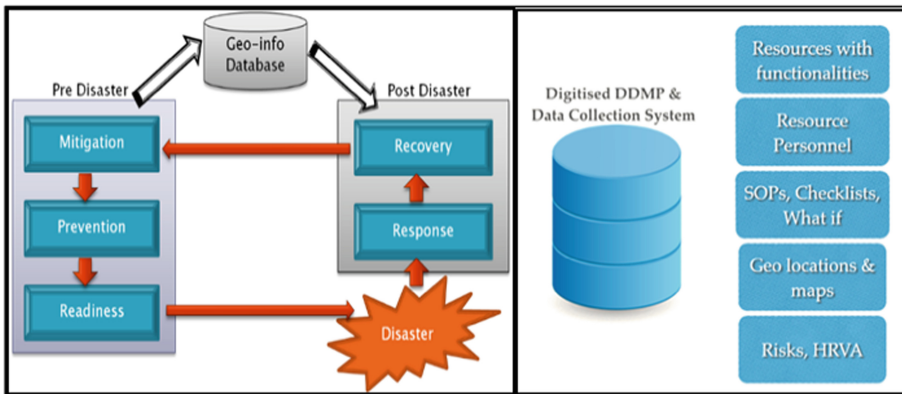 Geo-info
Database
Pre Disaster
Post Disaster
Mitigation
Recovery
Prevention
Response
Readiness
Disaster
Digitised DDMP &
Data Collection System
Resources with
functionalities
Resource
Personnel
SOPs, Checklists,
What if
Geo locations &
maps
Risks, HRVA